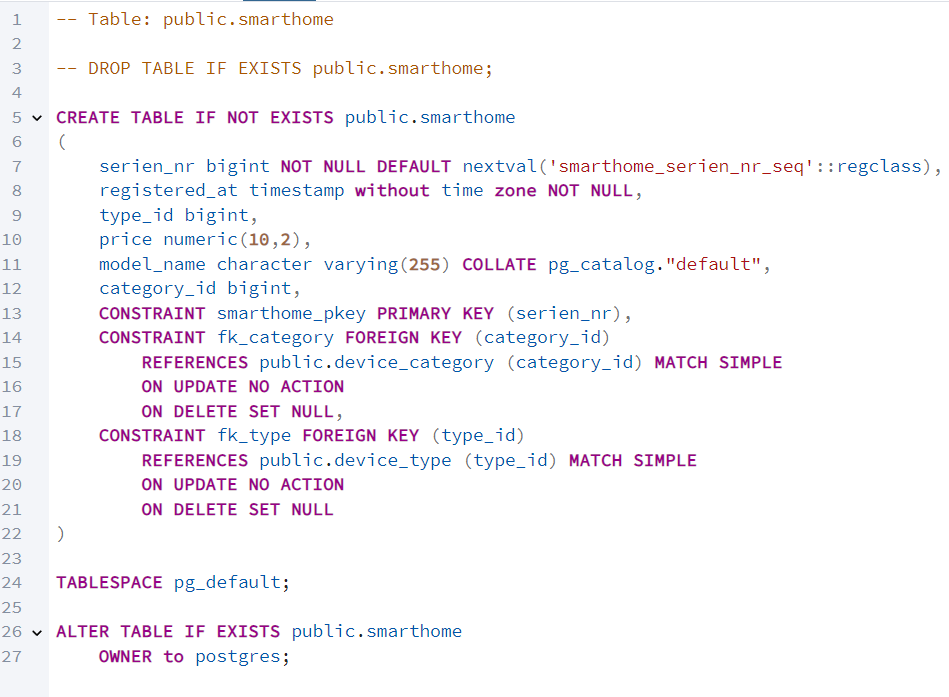 1 -- Table: public.smarthome
2
3 -- DROP TABLE IF EXISTS public.smarthome;
4
5 CREATE TABLE IF NOT EXISTS public.smarthome
6 (
7     serien_nr bigint NOT NULL DEFAULT nextval('smarthome_serien_nr_seq'::regclass),
8     registered_at timestamp without time zone NOT NULL,
9     type_id bigint,
10     price numeric(10,2),
11     model_name character varying(255) COLLATE pg_catalog."default",
12     category_id bigint,
13     CONSTRAINT smarthome_pkey PRIMARY KEY (serien_nr),
14     CONSTRAINT fk_category FOREIGN KEY (category_id)
15         REFERENCES public.device_category (category_id) MATCH SIMPLE
16         ON UPDATE NO ACTION
17         ON DELETE SET NULL,
18     CONSTRAINT fk_type FOREIGN KEY (type_id)
19         REFERENCES public.device_type (type_id) MATCH SIMPLE
20         ON UPDATE NO ACTION
21         ON DELETE SET NULL
22 )
23
24 TABLESPACE pg_default;
25
26 ALTER TABLE IF EXISTS public.smarthome
27     OWNER to postgres;